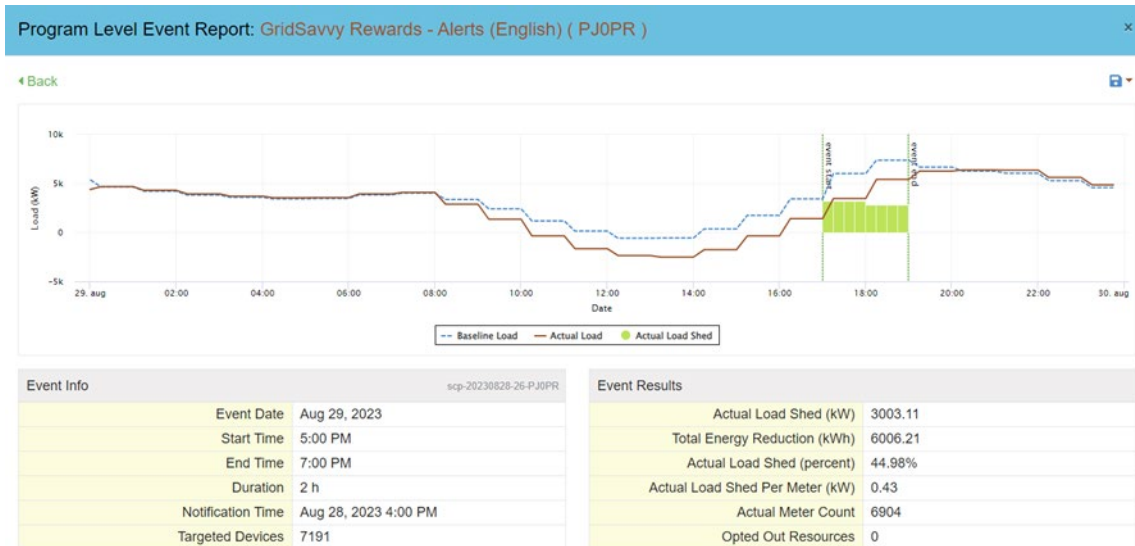 Program Level Event Report: GridSavvy Rewards - Alerts (English) ( PJ0PR )
×
Back
10k
5k
0
-5k
Load (kW)
event start
event end
29. aug 02:00 04:00 06:00 08:00 10:00 12:00 14:00 16:00 18:00 20:00 22:00 30. aug
Date
Baseline Load Actual Load Actual Load Shed
Event Info scp-20230828-26-PJ0PR
Event Date Aug 29, 2023
Start Time 5:00 PM
End Time 7:00 PM
Duration 2 h
Notification Time Aug 28, 2023 4:00 PM
Targeted Devices 7191
Event Results
Actual Load Shed (kW) 3003.11
Total Energy Reduction (kWh) 6006.21
Actual Load Shed (percent) 44.98%
Actual Load Shed Per Meter (kW) 0.43
Actual Meter Count 6904
Opted Out Resources 0